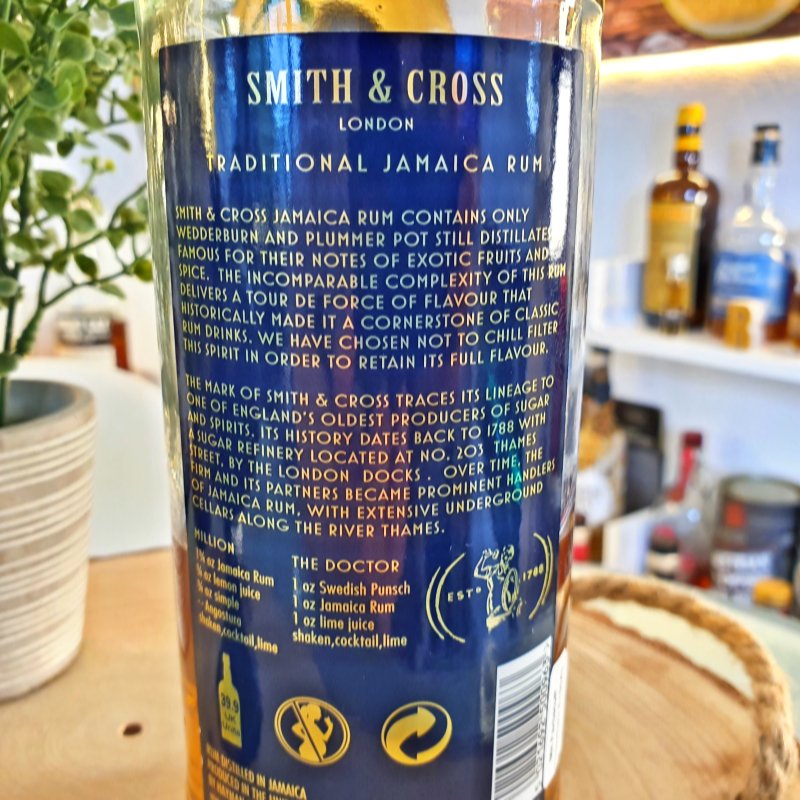 SMITH & CROSS
LONDON
TRADITIONAL JAMAICA RUM
SMITH & CROSS JAMAICA RUM CONTAINS ONLY
WEDDERBURN AND PLUMMER POT STILL DISTILLATES
FAMOUS FOR THEIR NOTES OF EXOTIC FRUITS AND
SPICE. THE INCOMPARABLE COMPLEXITY OF THIS RUM
DELIVERS A TOUR DE FORCE OF FLAVOUR THAT
HISTORICALLY MADE IT A CORNERSTONE OF CLASSIC
RUM DRINKS. WE HAVE CHOSEN NOT TO CHILL FILTER
THIS SPIRIT IN ORDER TO RETAIN ITS FULL FLAVOUR.
THE MARK OF SMITH & CROSS TRACES ITS LINEAGE TO
ONE OF ENGLAND'S OLDEST PRODUCERS OF SUGAR
AND SPIRITS. ITS HISTORY DATES BACK TO 1788 WITH
A SUGAR REFINERY LOCATED AT NO. 203 THAMES
STREET, BY THE LONDON DOCKS. OVER TIME, THE
FIRM AND ITS PARTNERS BECAME PROMINENT HANDLERS
OF JAMAICA RUM, WITH EXTENSIVE UNDERGROUND
CELLARS ALONG THE RIVER THAMES.
MILLION
oz Jamaica Rum
oz lemon juice
oz simple
Angostura
shaken,cocktail,lime
THE DOCTOR
1 oz Swedish Punsch
1 oz Jamaica Rum
1 oz lime juice
shaken,cocktail,lime
ESTD 1788
39.9
UK
Units
RUM DISTILLED IN JAMAICA
PRODUCED IN THE
BY HAYMAN